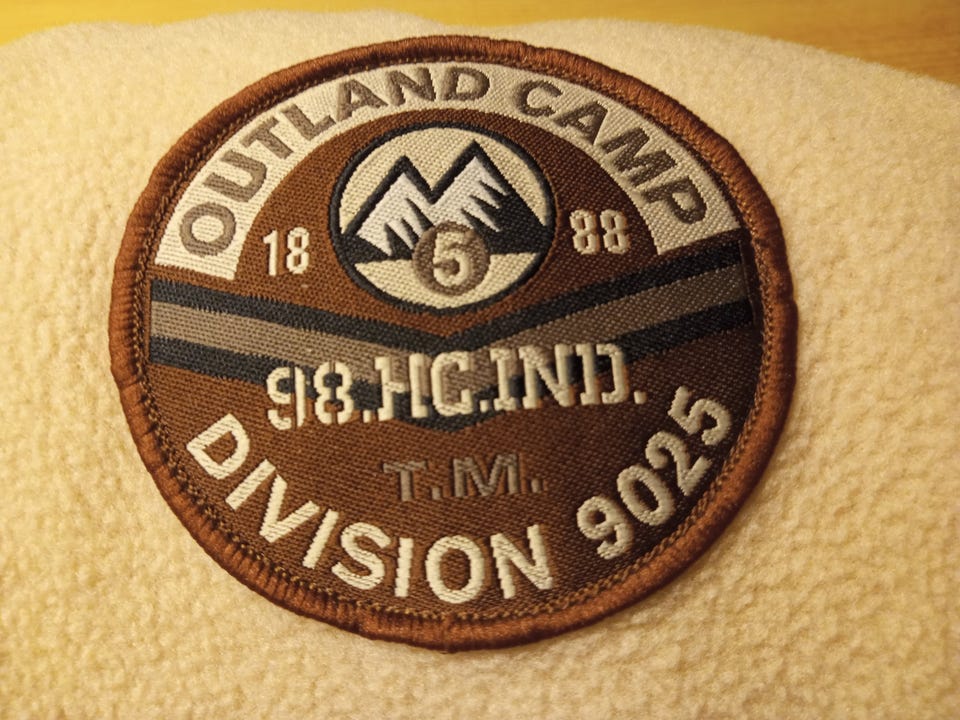 OUTLAND CAMP
18 88
5
98.HC.IND.
T.M.
DIVISION 9025